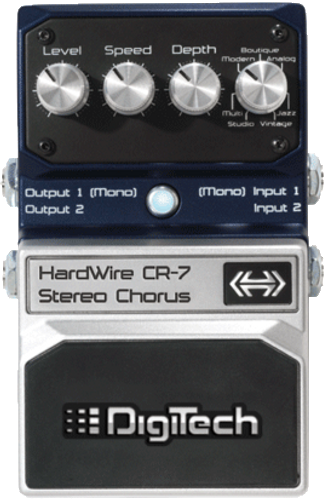 Level Speed Depth
Boutique
Modern Analog
Multi Jazz
Studio Vintage
Output 1 (Mono) (Mono) Input 1
Output 2 Input 2
HardWire CR-7
Stereo Chorus
DigiTech